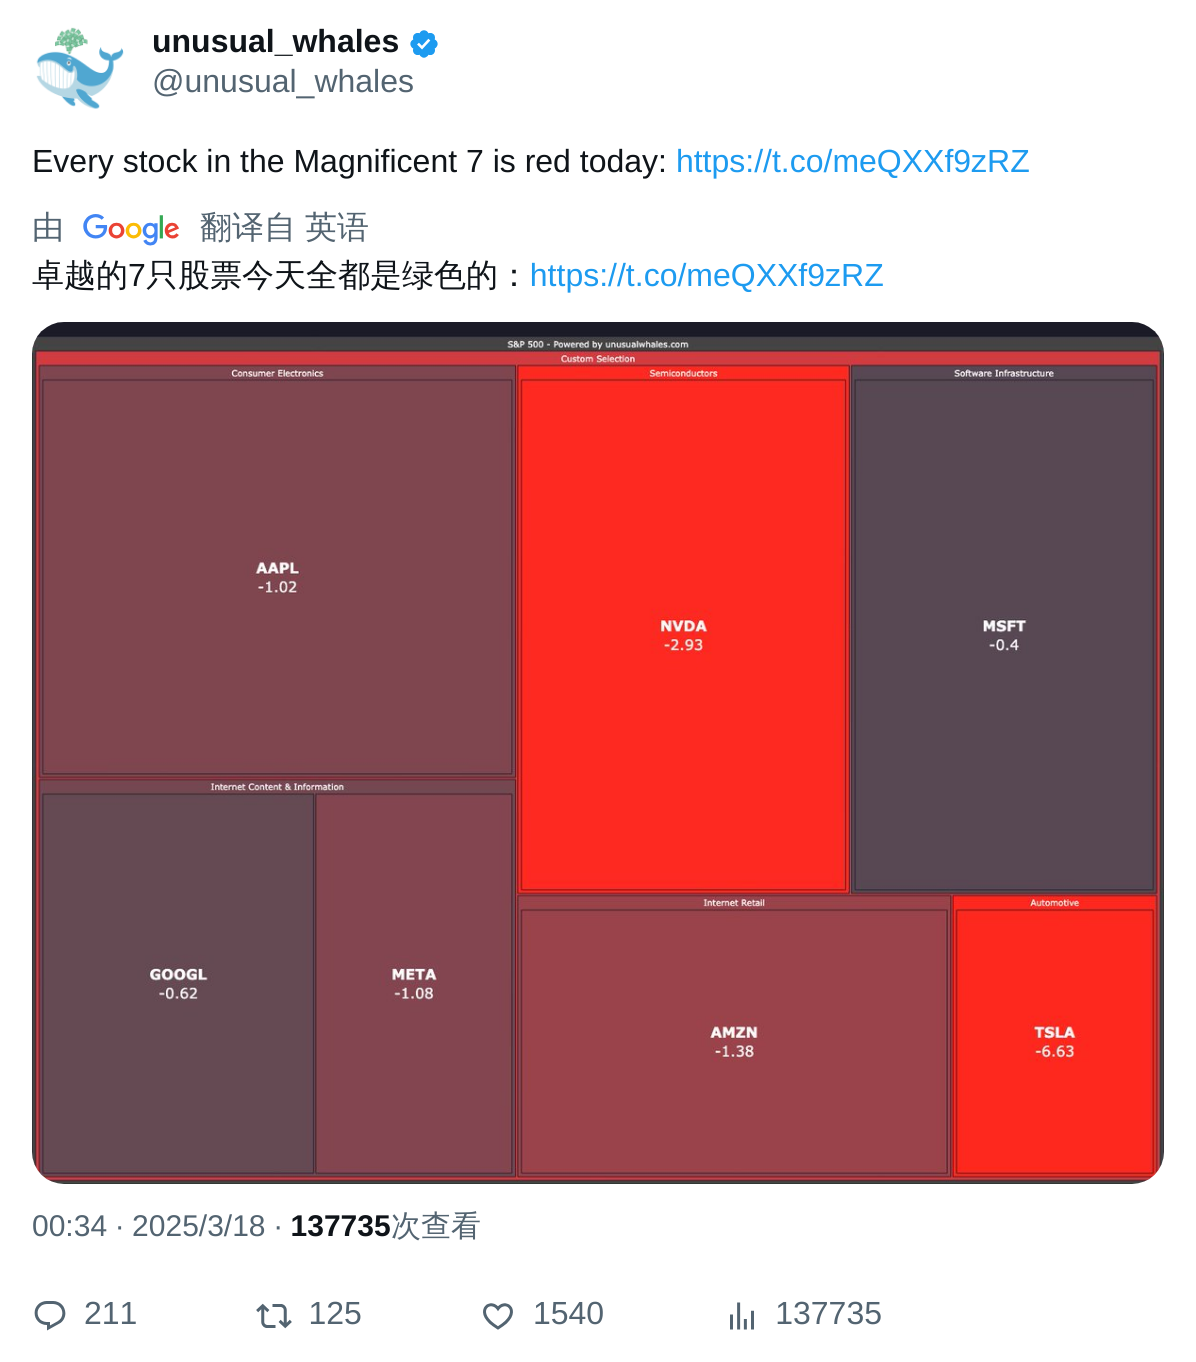 unusual_whales
@unusual_whales
Every stock in the Magnificent 7 is red today: https://t.co/meQXXf9zRZ
由 Google 翻译自 英语
卓越的7只股票今天全都是绿色的：https://t.co/meQXXf9zRZ
S&P 500 - Powered by unusualwhales.com
Custom Selection
Consumer Electronics
AAPL
-1.02
Semiconductors
NVDA
-2.93
Software Infrastructure
MSFT
-0.4
Internet Content & Information
GOOGL
-0.62
META
-1.08
Internet Retail
AMZN
-1.38
Automotive
TSLA
-6.63
00:34 · 2025/3/18 · 137735次查看
211 125 1540 137735